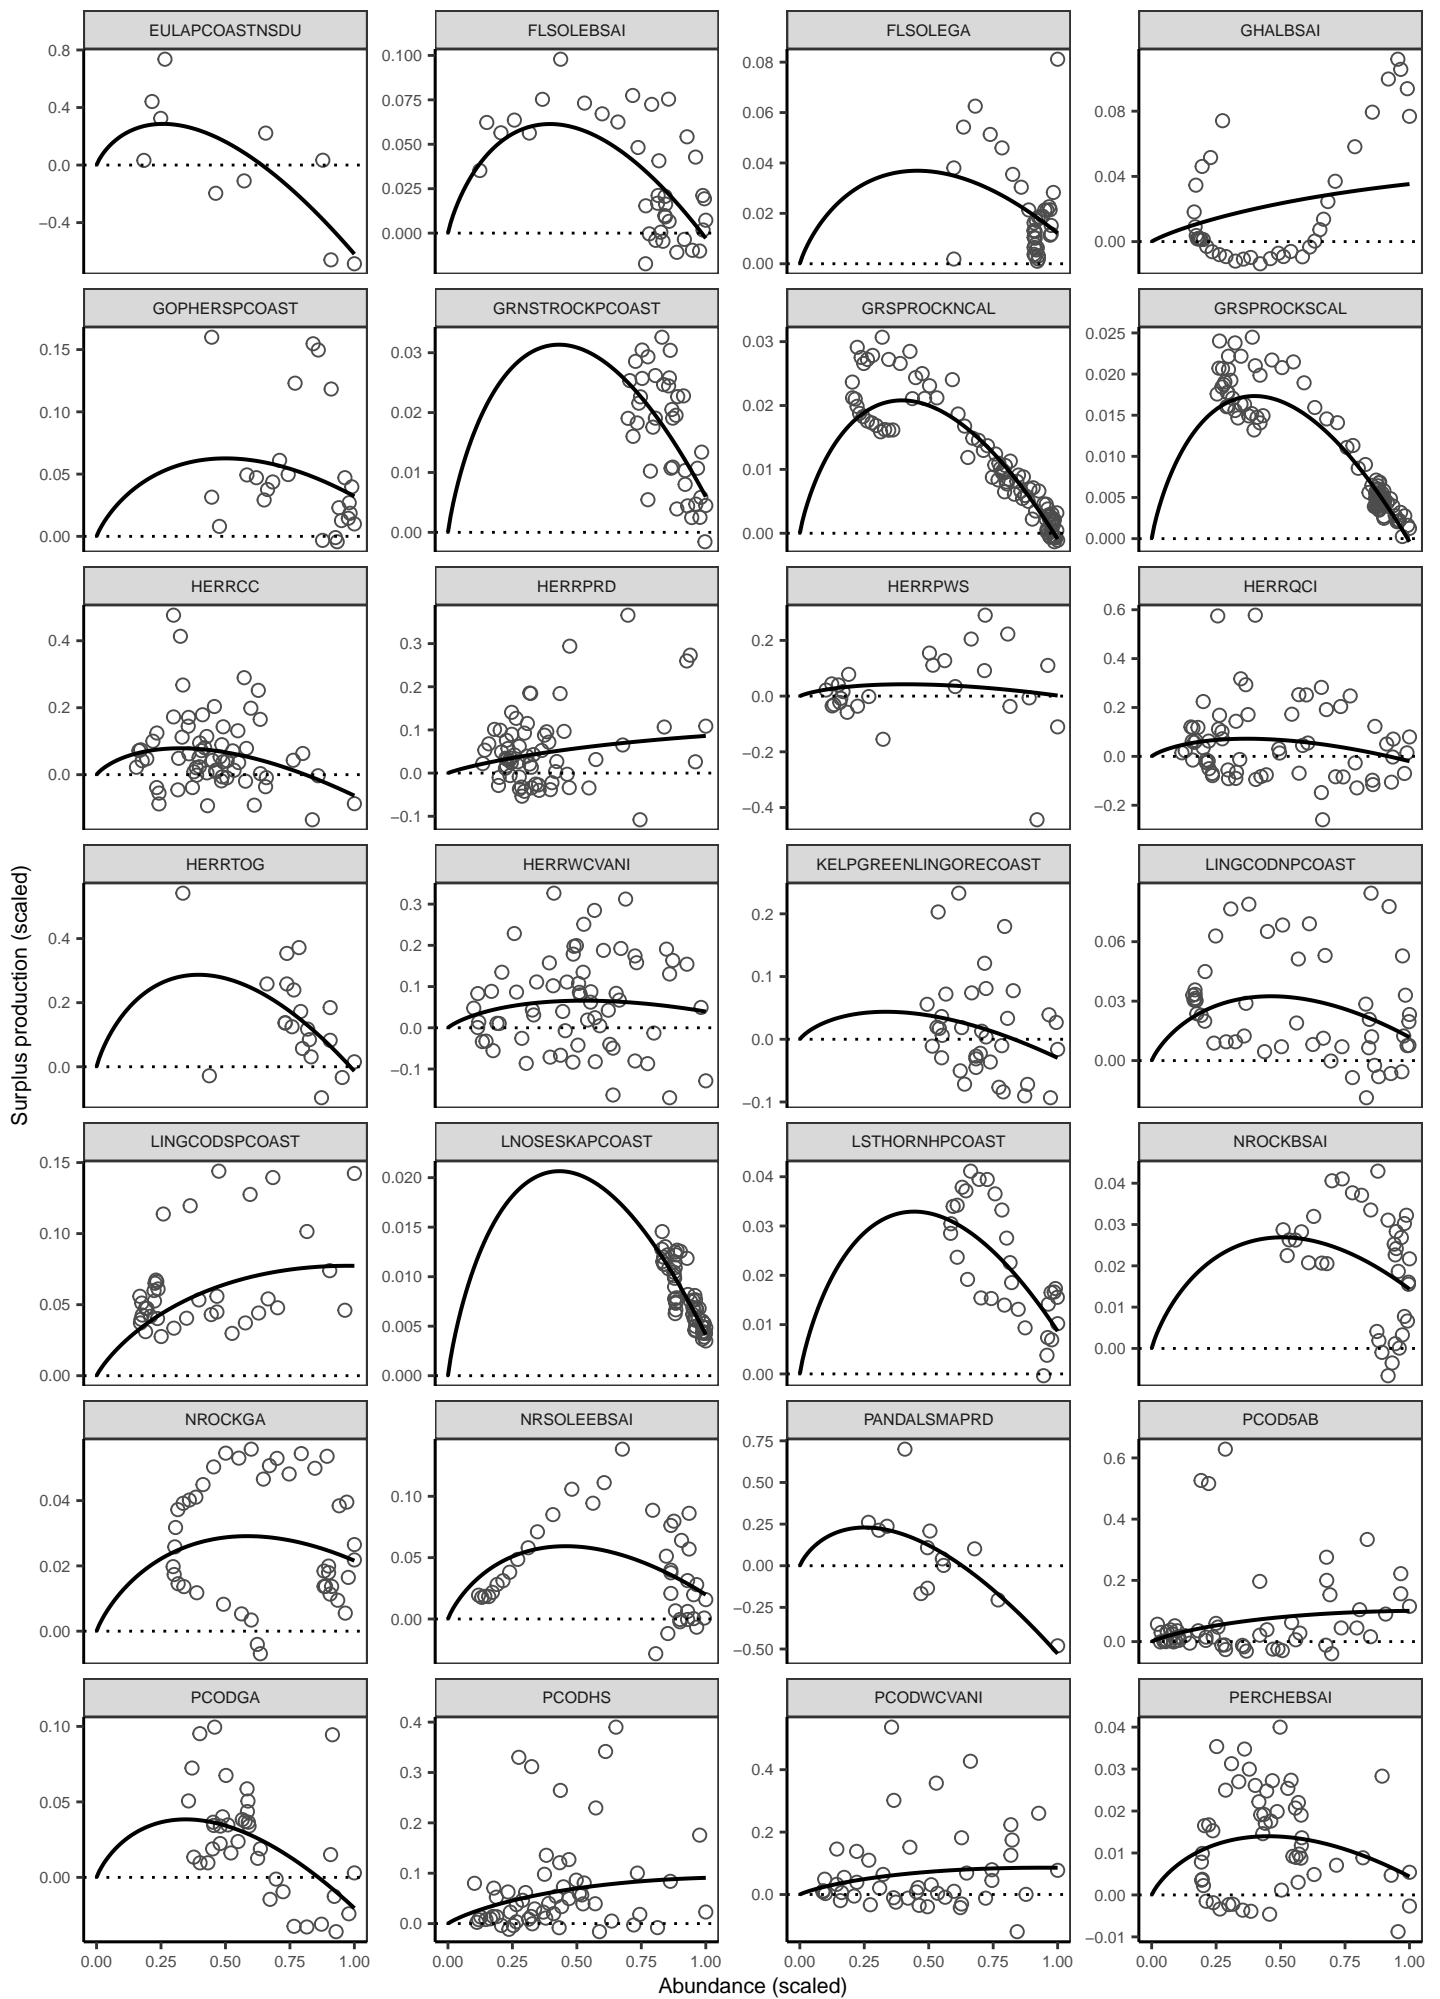 EULAPCOASTNSDU FLSOLEBSAI FLSOLEGA GHALBSAI
0.8 0.4 0.0 −0.4
0.100 0.075 0.050 0.025 0.000
0.08 0.06 0.04 0.02 0.00
0.08 0.04 0.00
GOPHERSPCOAST GRNSTROCKPCOAST GRSPROCKNCAL GRSPROCKSCAL
0.15 0.10 0.05 0.00
0.03 0.02 0.01 0.00
0.03 0.02 0.01 0.00
0.025 0.020 0.015 0.010 0.005 0.000
HERRCC HERRPRD HERRPWS HERRQCI
0.4 0.2 0.0
0.3 0.2 0.1 0.0 −0.1
0.2 0.0 −0.2 −0.4
0.6 0.4 0.2 0.0 −0.2
HERRTOG HERRWCVANI KELPGREENLINGORECOAST LINGCODNPCOAST
0.4 0.2 0.0
0.3 0.2 0.1 0.0 −0.1
0.2 0.1 0.0 −0.1
0.06 0.03 0.00
Surplus production (scaled)
LINGCODSPCOAST LNOSESKAPCOAST LSTHORNHPCOAST NROCKBSAI
0.15 0.10 0.05 0.00
0.020 0.015 0.010 0.005 0.000
0.04 0.03 0.02 0.01 0.00
0.04 0.03 0.02 0.01 0.00
NROCKGA NRSOLEEBSAI PANDALSMAPRD PCOD5AB
0.04 0.02 0.00
0.10 0.05 0.00
0.75 0.50 0.25 0.00 −0.25 −0.50
0.6 0.4 0.2 0.0
PCODGA PCODHS PCODWCVANI PERCHEBSAI
0.10 0.05 0.00
0.4 0.3 0.2 0.1 0.0
0.4 0.2 0.0
0.04 0.03 0.02 0.01 0.00 −0.01
0.00 0.25 0.50 0.75 1.00 0.00 0.25 0.50 0.75 1.00 0.00 0.25 0.50 0.75 1.00 0.00 0.25 0.50 0.75 1.00
Abundance (scaled)